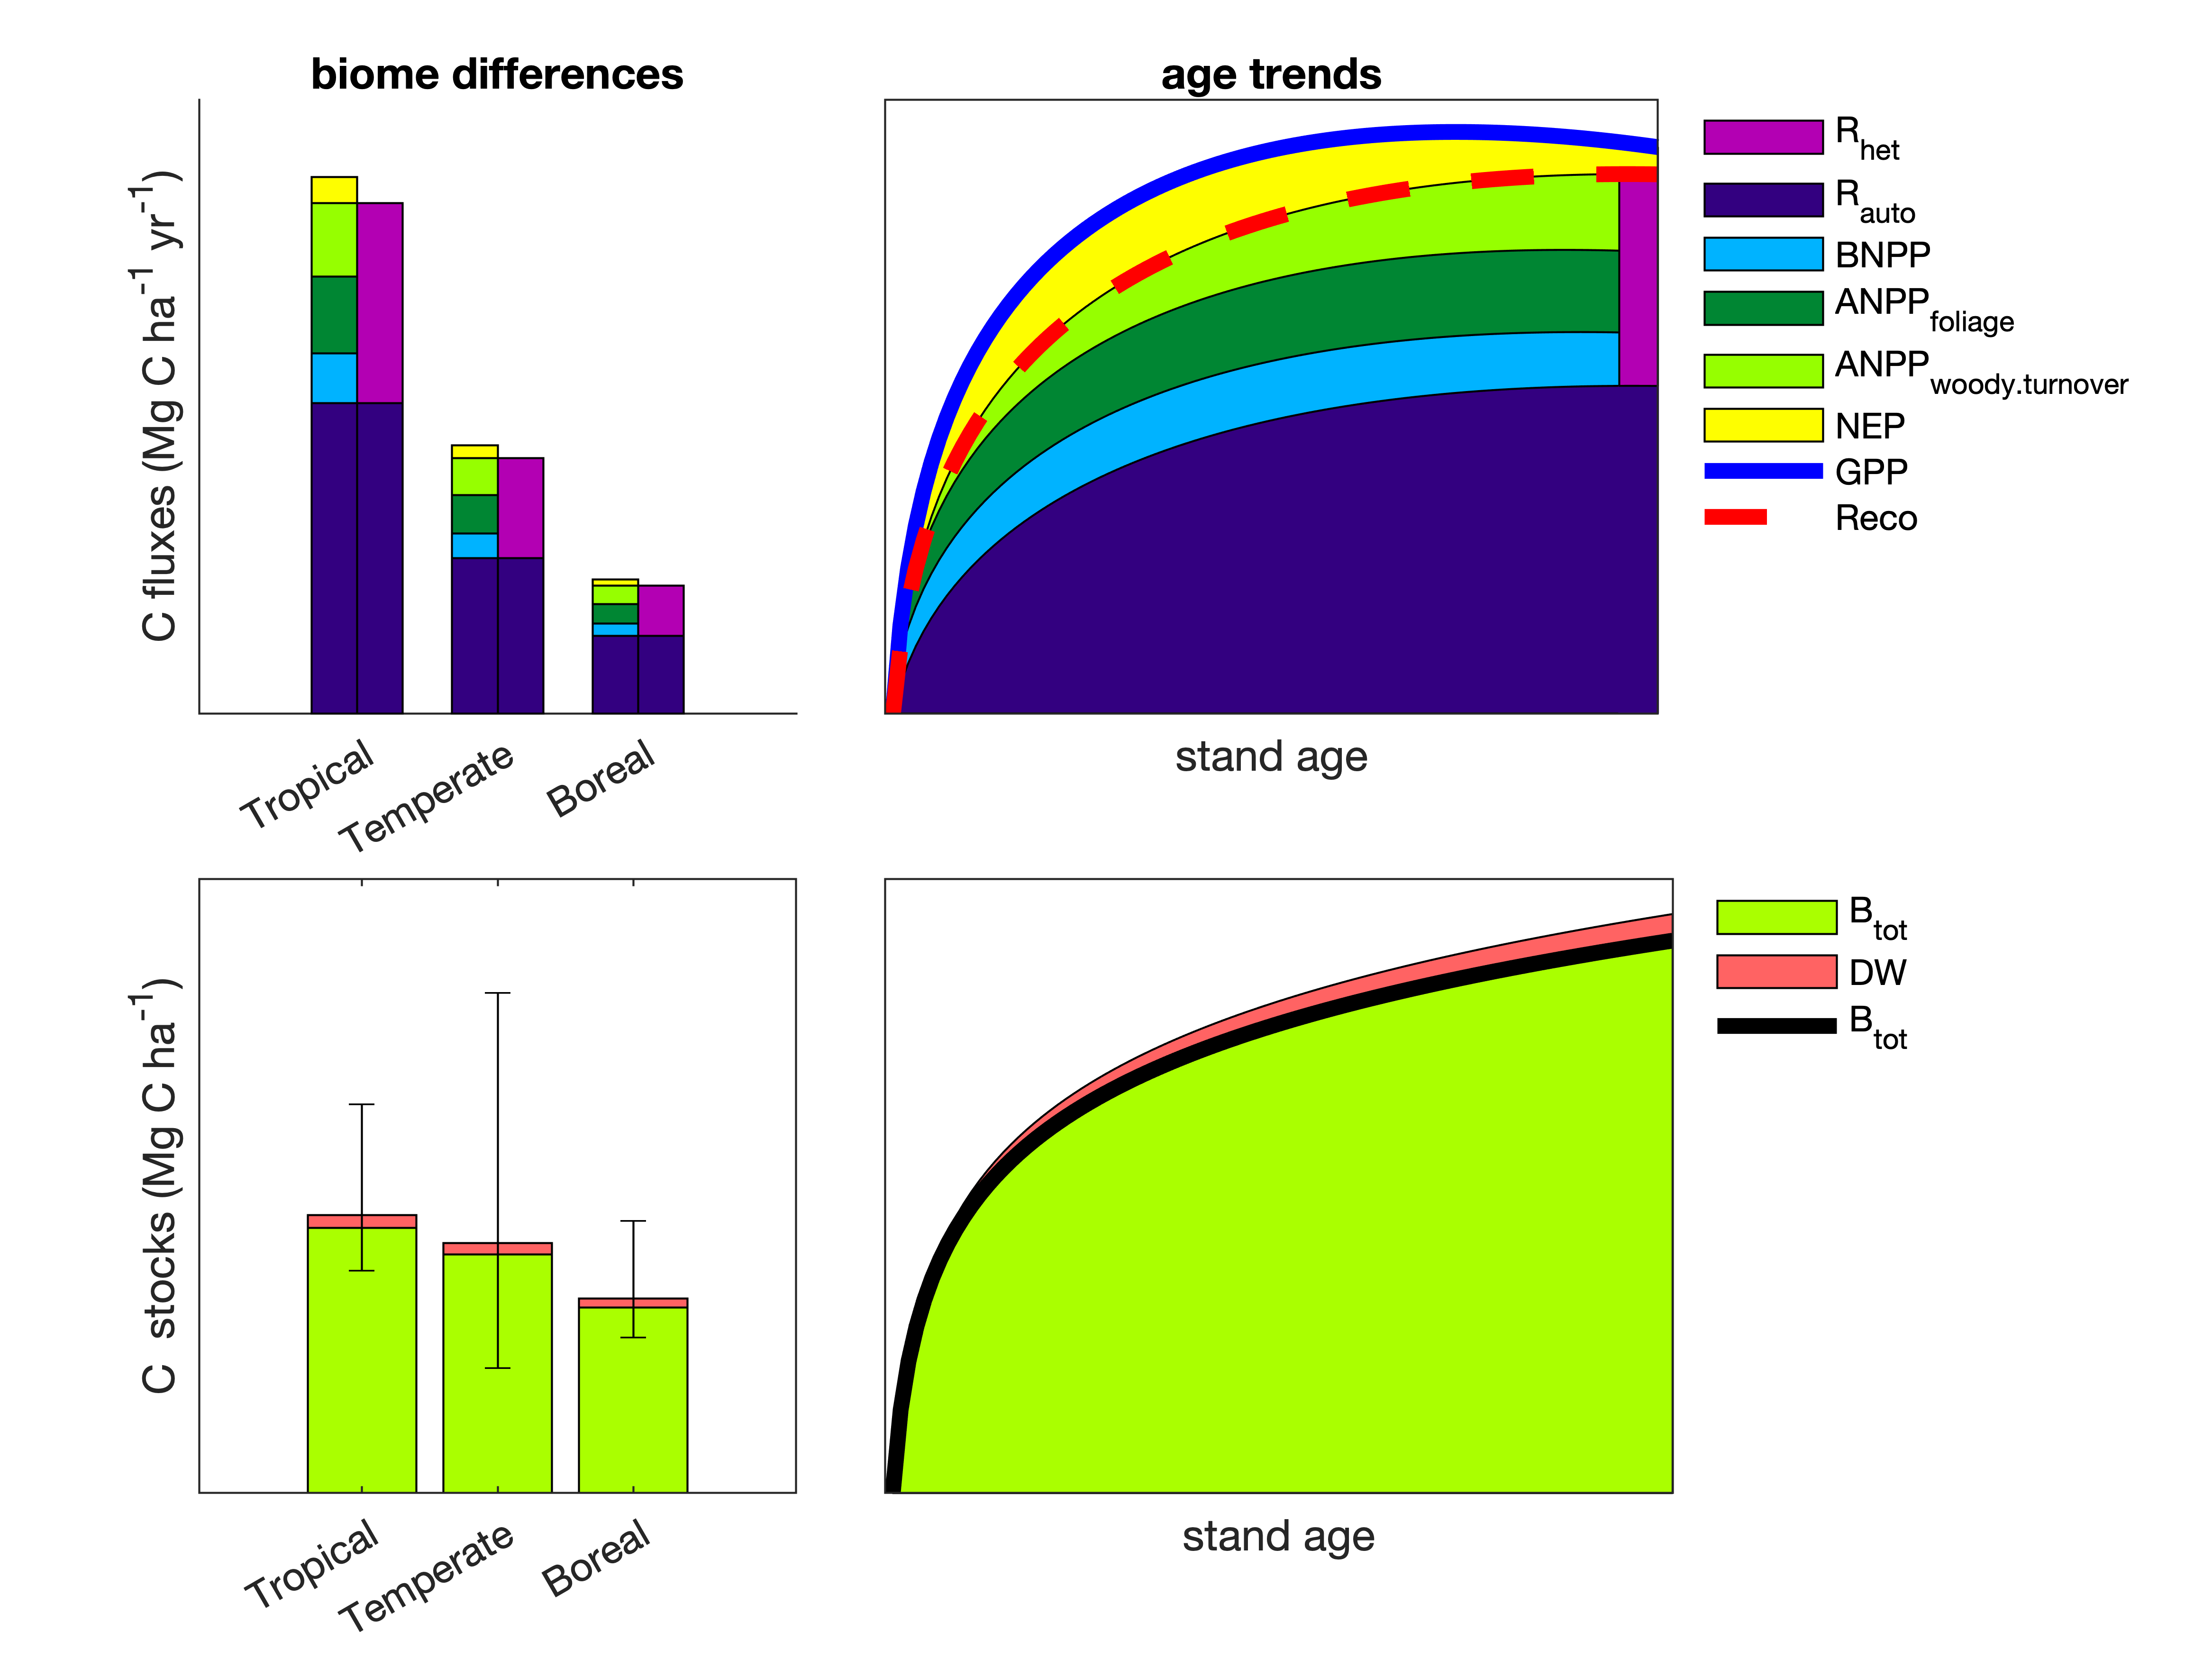 biome differences
age trends
C fluxes (Mg C ha-1 yr-1)
Tropical
Temperate
Boreal
stand age
Rhet
Rauto
BNPP
ANPPfoliage
ANPPwoody.turnover
NEP
GPP
Reco
C stocks (Mg C ha-1)
Tropical
Temperate
Boreal
stand age
Btot
DW
Btot